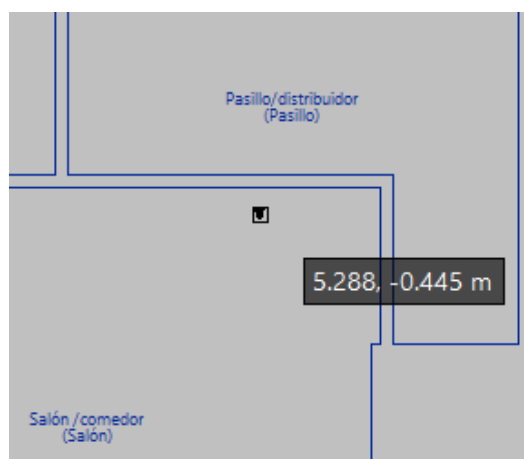 Pasillo/distribuidor
(Pasillo)
5.288, -0.445 m
Salón /comedor
(Salón)